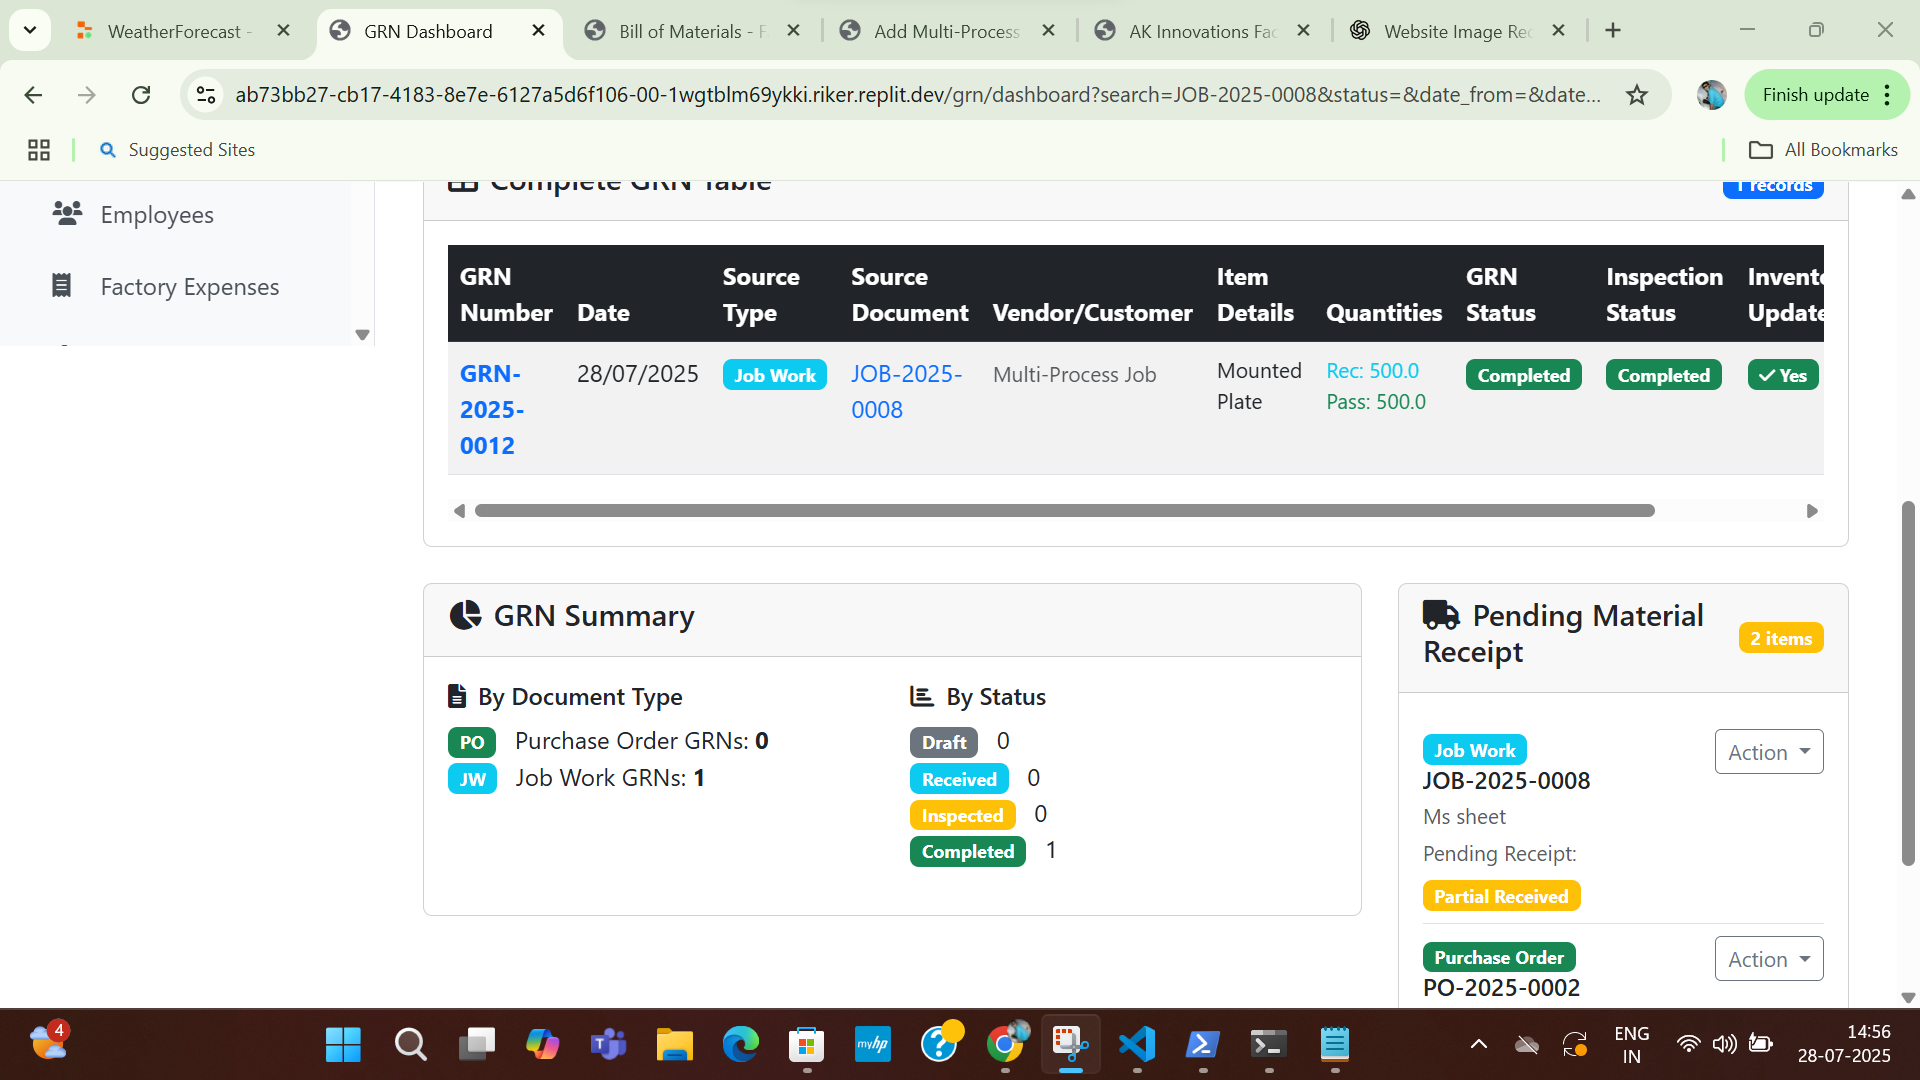 WeatherForecast -
GRN Dashboard
Bill of Materials - F
Add Multi-Process
AK Innovations Fac
Website Image Rec
ab73bb27-cb17-4183-8e7e-6127a5d6f106-00-1wgtblm69ykki.riker.replit.dev/grn/dashboard?search=JOB-2025-0008&status=&date_from=&date...
Finish update
Suggested Sites
All Bookmarks
Employees
Factory Expenses
Complete GRN Table
1 records
GRN Number
Date
Source Type
Source Document
Vendor/Customer
Item Details
Quantities
GRN Status
Inspection Status
Invento
Update
GRN-
2025-
0012
28/07/2025
Job Work
JOB-2025-
0008
Multi-Process Job
Mounted
Plate
Rec: 500.0
Pass: 500.0
Completed
Completed
Yes
GRN Summary
By Document Type
PO Purchase Order GRNs: 0
JW Job Work GRNs: 1
By Status
Draft 0
Received 0
Inspected 0
Completed 1
Pending Material
Receipt
2 items
Job Work
Action
JOB-2025-0008
Ms sheet
Pending Receipt:
Partial Received
Purchase Order
Action
PO-2025-0002
4
myhp
ENG
IN
14:56
28-07-2025